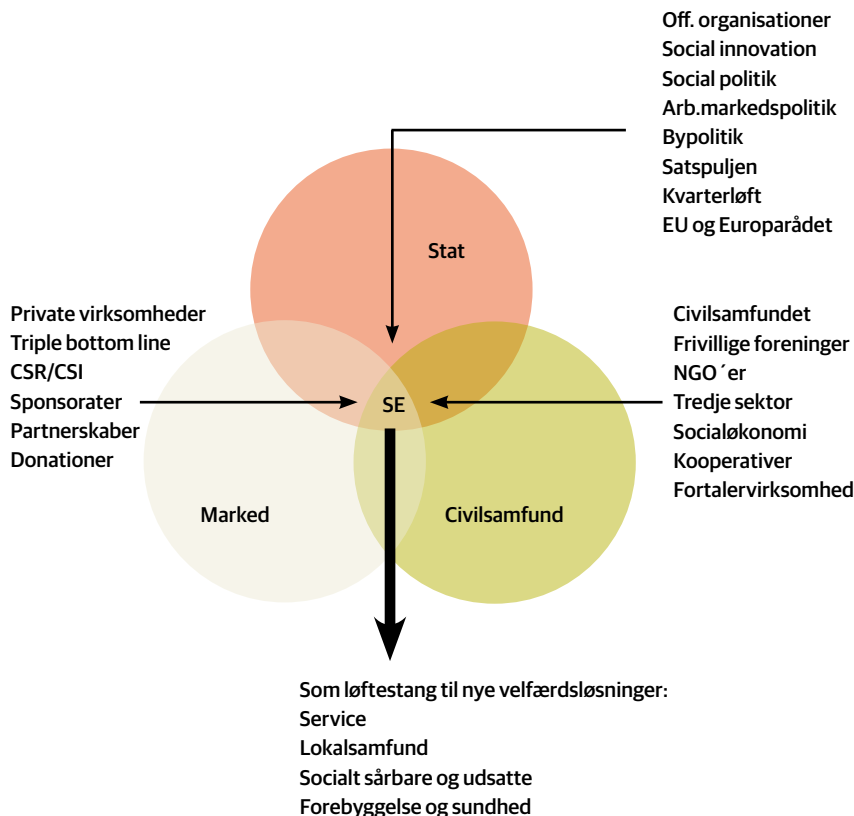 Off. organisationer
Social innovation
Social politik
Arb.markedspolitik
Bypolitik
Satspuljen
Kvarterløft
EU og Europarådet
Stat
Private virksomheder
Triple bottom line
CSR/CSI
Sponsorater
Partnerskaber
Donationer
SE
Civilsamfundet
Frivillige foreninger
NGO´er
Tredje sektor
Socialøkonomi
Kooperativer
Fortalervirksomhed
Marked
Civilsamfund
Som løftestang til nye velfærdsløsninger:
Service
Lokalsamfund
Socialt sårbare og udsatte
Forebyggelse og sundhed